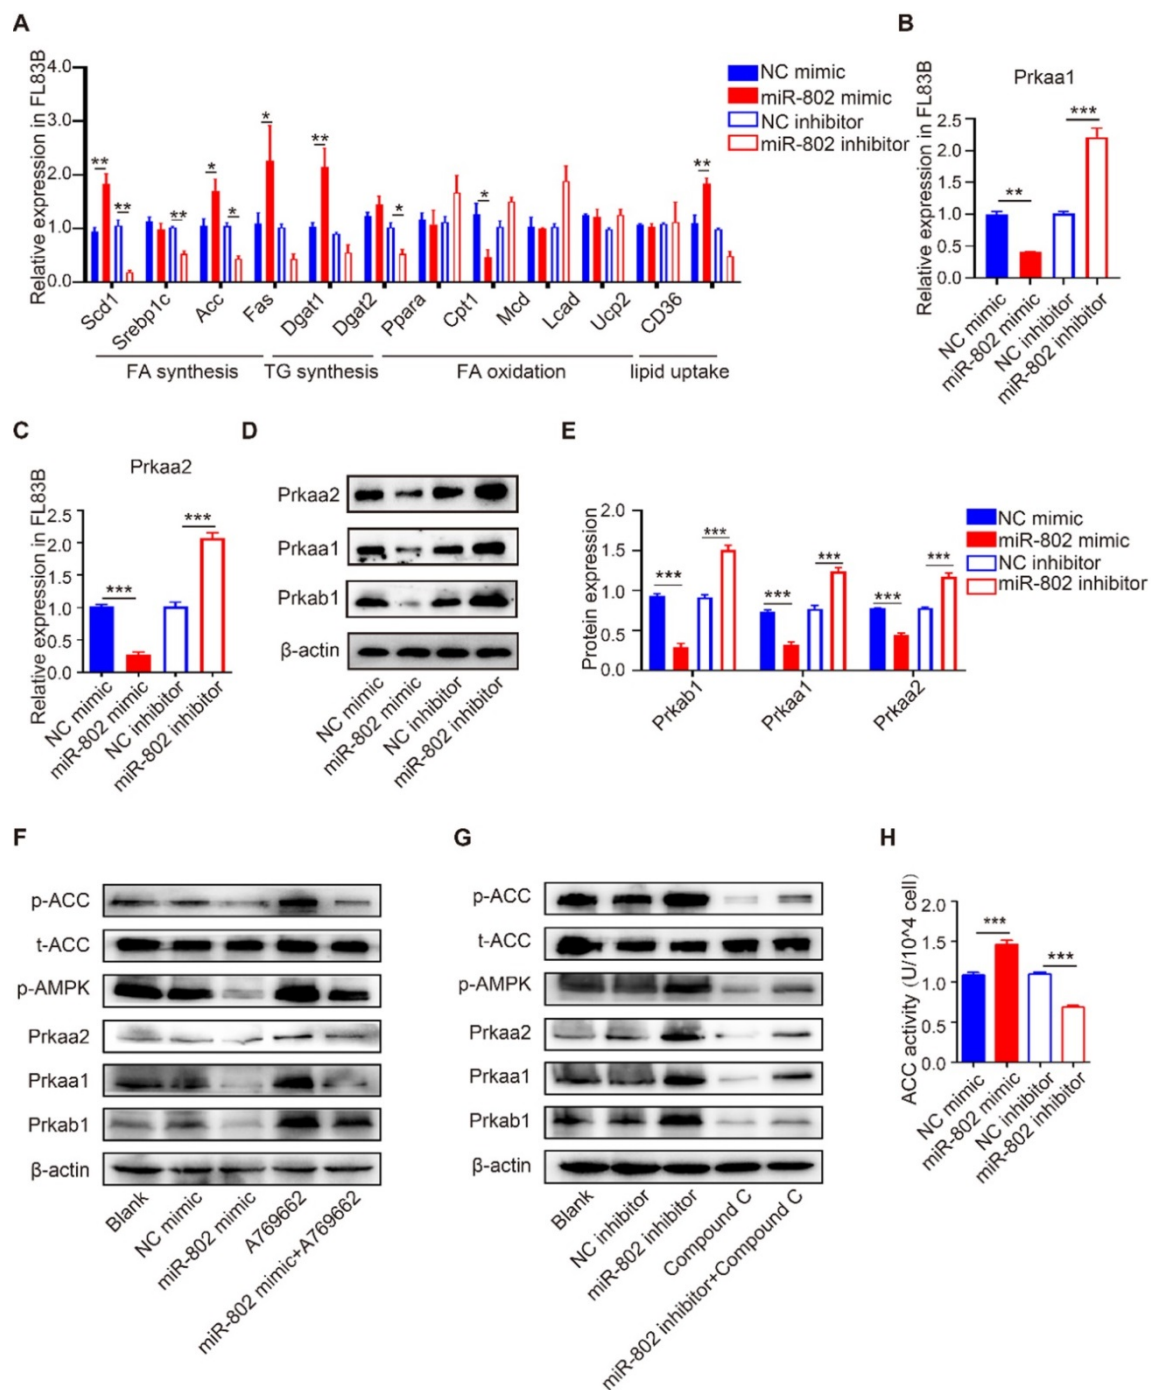 A
Relative expression in FL83B
4.0
3.0
2.0
1.0
0.0
** ** ** * * * ** * * **
Scd1 Srebp1c Acc Fas Dgat1 Dgat2 Ppara Cpt1 Mcd Lcad Ucp2 CD36
FA synthesis TG synthesis FA oxidation lipid uptake
NC mimic
miR-802 mimic
NC inhibitor
miR-802 inhibitor
B
Prkaa1
Relative expression in FL83B
2.5
2.0
1.5
1.0
0.5
0.0
** ***
NC mimic
miR-802 mimic
NC inhibitor
miR-802 inhibitor
C
Prkaa2
Relative expression in FL83B
2.5
2.0
1.5
1.0
0.5
0.0
*** ***
NC mimic
miR-802 mimic
NC inhibitor
miR-802 inhibitor
D
Prkaa2
Prkaa1
Prkab1
β-actin
NC mimic
miR-802 mimic
NC inhibitor
miR-802 inhibitor
E
Protein expression
2.0
1.5
1.0
0.5
0.0
*** *** *** *** *** ***
Prkab1 Prkaa1 Prkaa2
NC mimic
miR-802 mimic
NC inhibitor
miR-802 inhibitor
F
p-ACC
t-ACC
p-AMPK
Prkaa2
Prkaa1
Prkab1
β-actin
Blank
NC mimic
miR-802 mimic
A769662
miR-802 mimic+A769662
G
p-ACC
t-ACC
p-AMPK
Prkaa2
Prkaa1
Prkab1
β-actin
Blank
NC inhibitor
miR-802 inhibitor
Compound C
miR-802 inhibitor+Compound C
H
ACC activity (U/10^4 cell)
2.0
1.5
1.0
0.5
0.0
*** ***
NC mimic
miR-802 mimic
NC inhibitor
miR-802 inhibitor